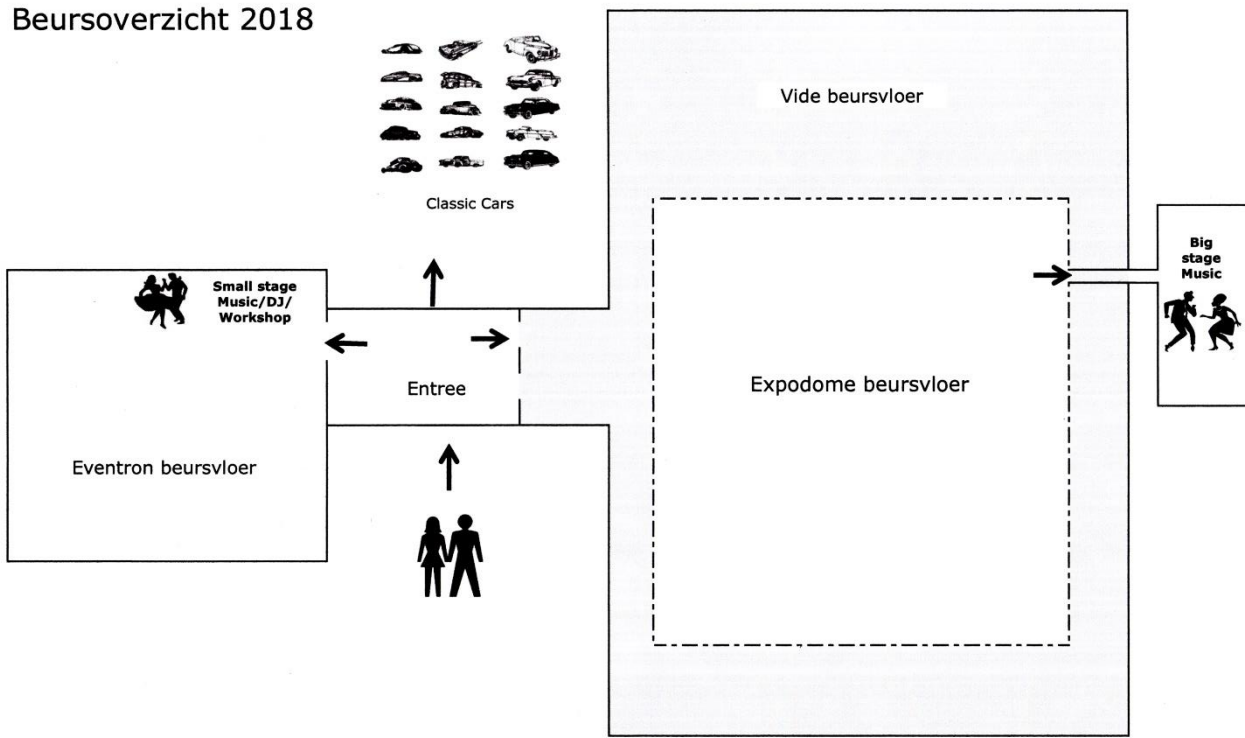 Beursoverzicht 2018
Vide beursvloer
Classic Cars
Small stage
Music/DJ/
Workshop
Big
stage
Music
Entree
Expodome beursvloer
Eventron beursvloer